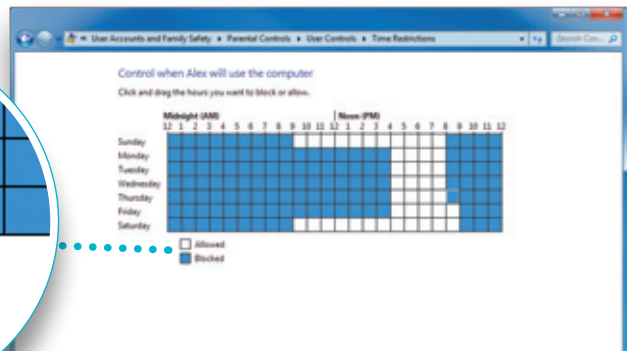 « User Accounts and Family Safety ▸ Parental Controls ▸ User Controls ▸ Time Restrictions
Search Con...
Control when Alex will use the computer
Click and drag the hours you want to block or allow.
Midnight (AM) Noon (PM)
12 1 2 3 4 5 6 7 8 9 10 11 12 1 2 3 4 5 6 7 8 9 10 11 12
Sunday
Monday
Tuesday
Wednesday
Thursday
Friday
Saturday
Allowed
Blocked